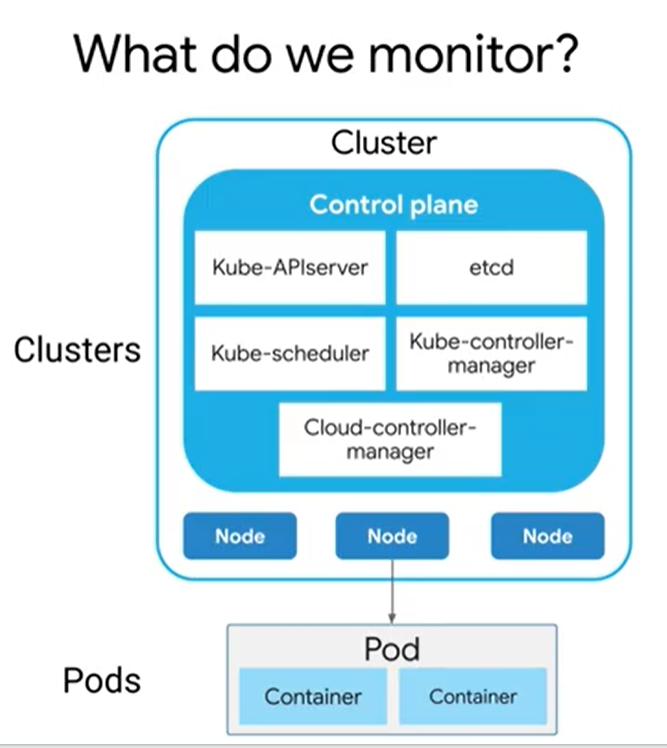 What do we monitor?
Cluster
Control plane
Kube-APIserver
etcd
Clusters
Kube-scheduler
Kube-controller-
manager
Cloud-controller-
manager
Node
Node
Node
Pod
Pods
Container
Container